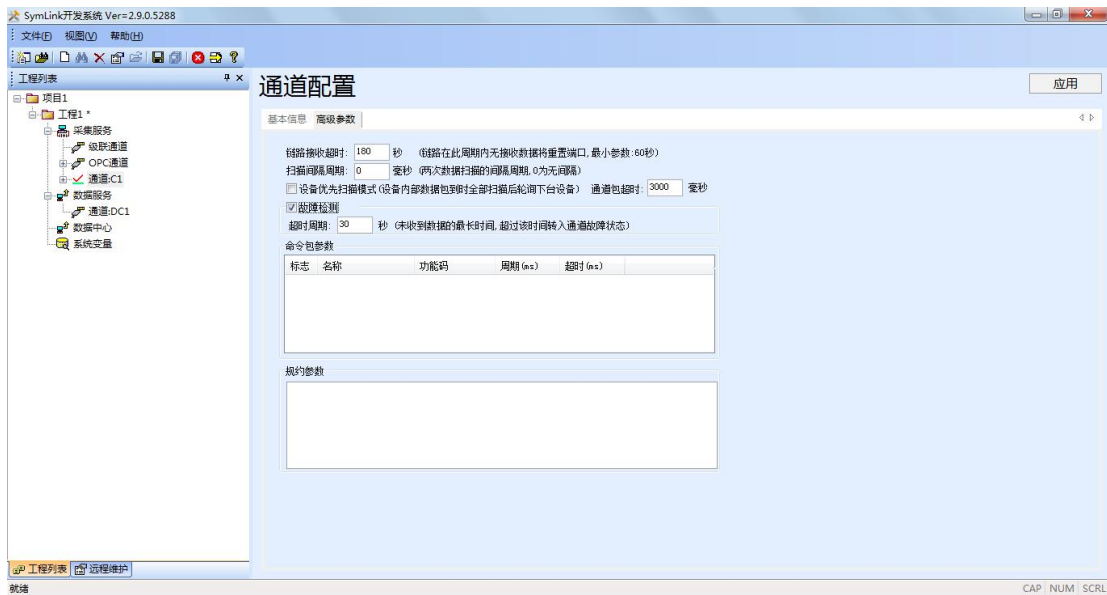 SymLink开发系统 Ver=2.9.0.5288
文件(F) 视图(V) 帮助(H)
工程列表
项目1
工程1 *
采集服务
级联通道
OPC通道
通道:C1
数据服务
通道:DC1
数据中心
系统变量
工程列表 远程维护
通道配置
应用
基本信息 高级参数
链路接收超时: 180 秒 (链路在此周期内无接收数据将重置端口,最小参数:60秒)
扫描间隔周期: 0 毫秒 (两次数据扫描的间隔周期,0为无间隔)
设备优先扫描模式(设备内部数据包到时全部扫描后轮询下台设备) 通道包超时: 3000 毫秒
故障检测
超时周期: 30 秒 (未收到数据的最长时间,超过该时间转入通道故障状态)
命令包参数
标志 名称 功能码 周期(ms) 超时(ms)
规约参数
就绪
CAP NUM SCRL